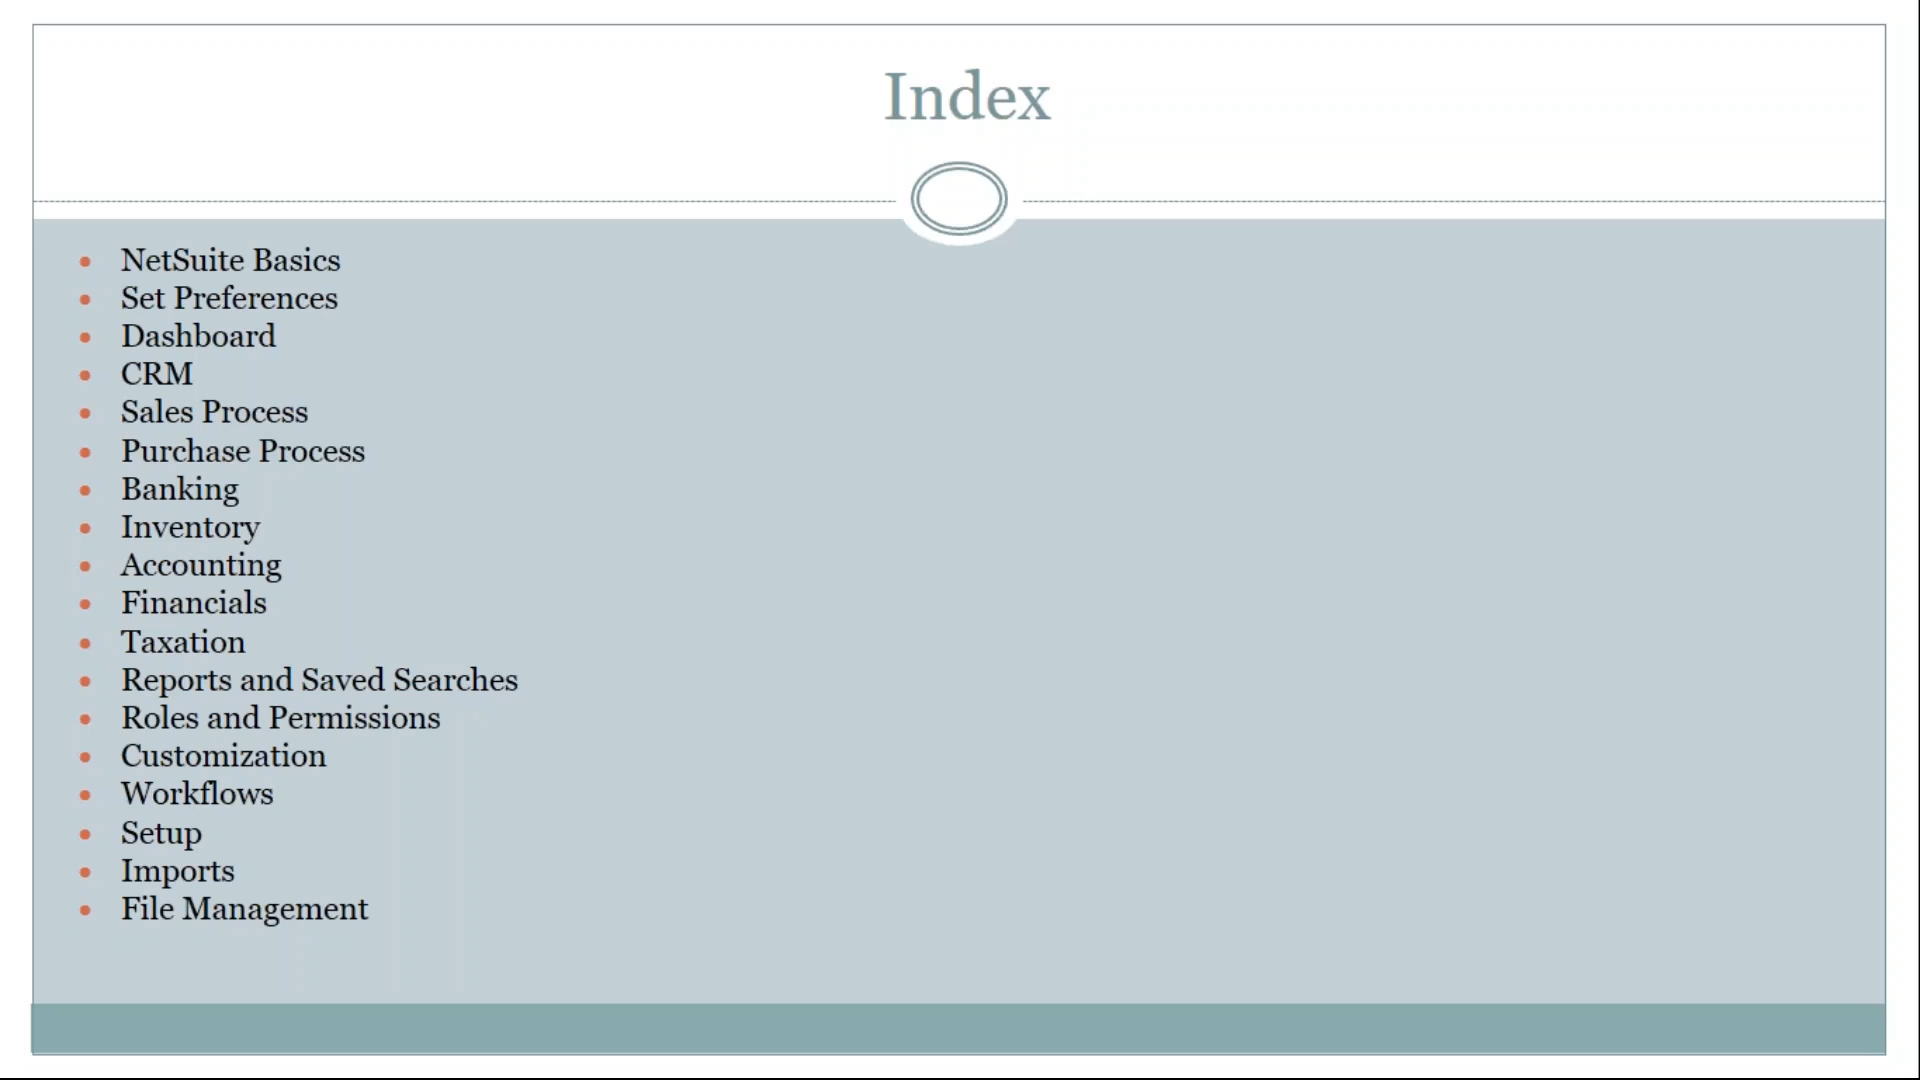 Index
• NetSuite Basics
• Set Preferences
• Dashboard
• CRM
• Sales Process
• Purchase Process
• Banking
• Inventory
• Accounting
• Financials
• Taxation
• Reports and Saved Searches
• Roles and Permissions
• Customization
• Workflows
• Setup
• Imports
• File Management